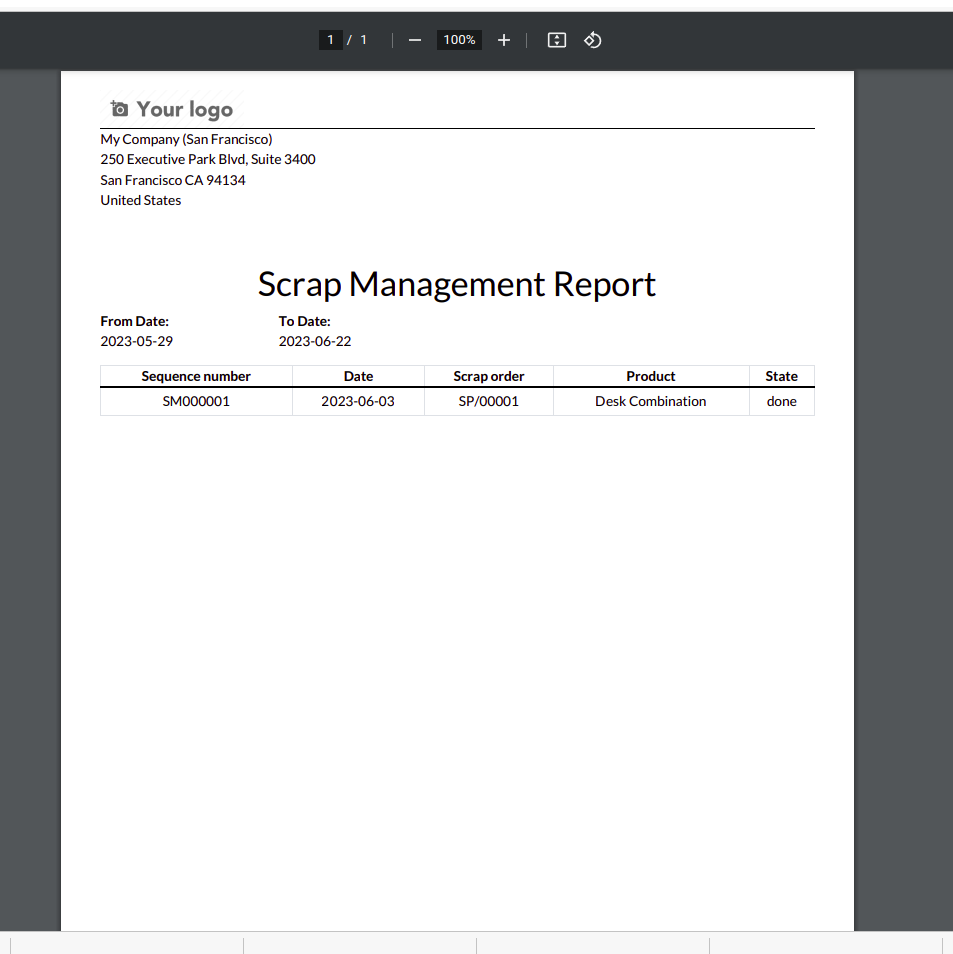 1 / 1 100%
Your logo
My Company (San Francisco)
250 Executive Park Blvd, Suite 3400
San Francisco CA 94134
United States
Scrap Management Report
From Date: To Date:
2023-05-29 2023-06-22
Sequence number Date Scrap order Product State
SM000001 2023-06-03 SP/00001 Desk Combination done